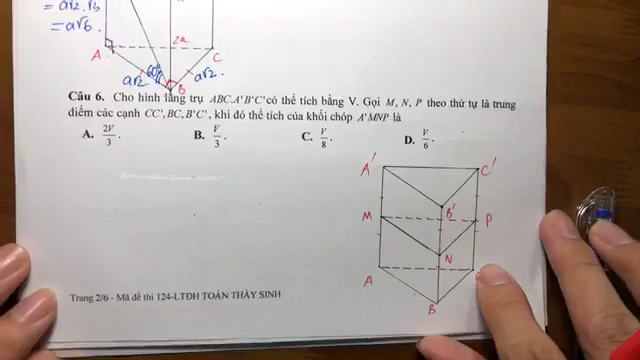 = a√2 . √3
= a√6 .
A
2a
C
60°
a√2
a√2 .
B
Câu 6. Cho hình lăng trụ ABC.A'B'C' có thể tích bằng V. Gọi M, N, P theo thứ tự là trung
điểm các cạnh CC', BC, B'C', khi đó thể tích của khối chóp A'MNP là
A. 2V/3 . B. V/3 . C. V/8 . D. V/6 .
A' C'
M B' P
N
A
B
Trang 2/6 - Mã đề thi 124-LTĐH TOÁN THẦY SINH